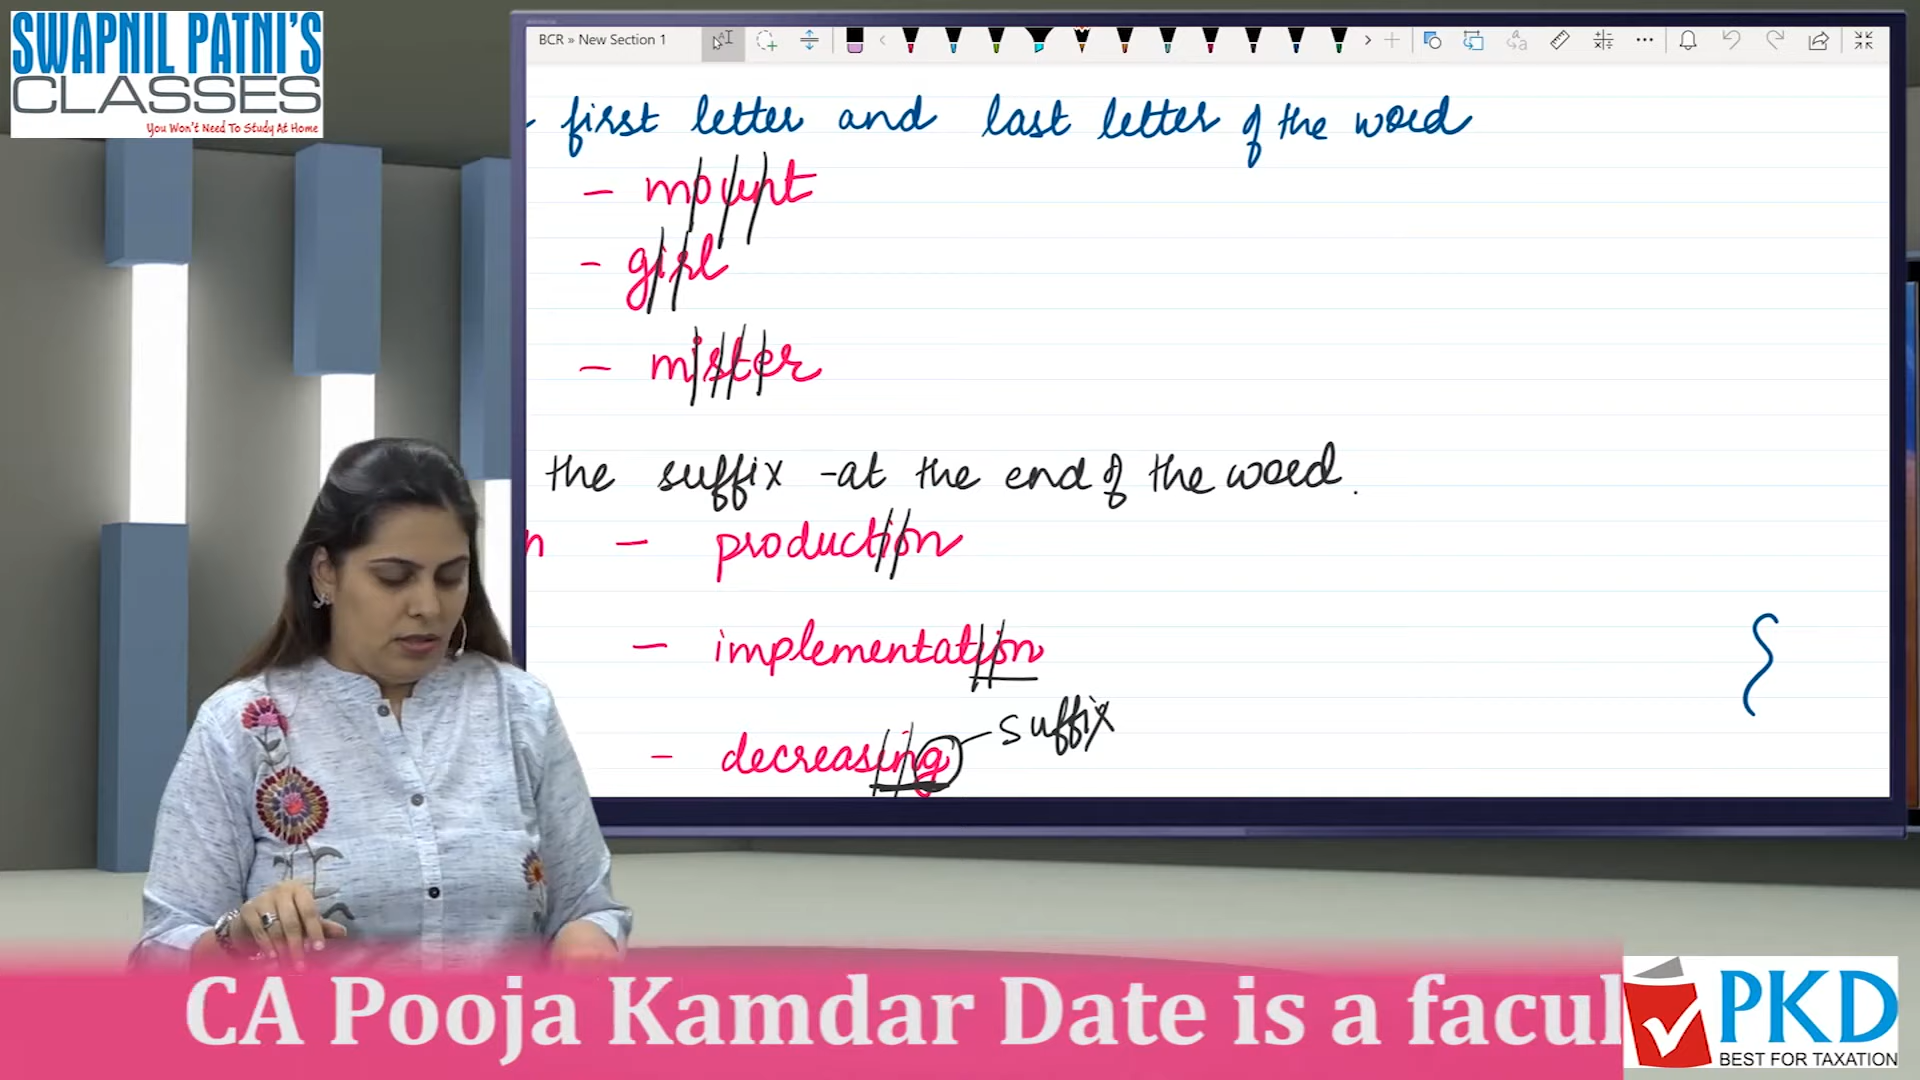 SWAPNIL PATNI'S
CLASSES
You Won't Need To Study At Home
BCR » New Section 1
first letter and last letter of the word
- mount
- girl
- mister
the suffix - at the end of the word.
n - production
- implementation
- decreasing - suffix
CA Pooja Kamdar Date is a facul
PKD
BEST FOR TAXATION